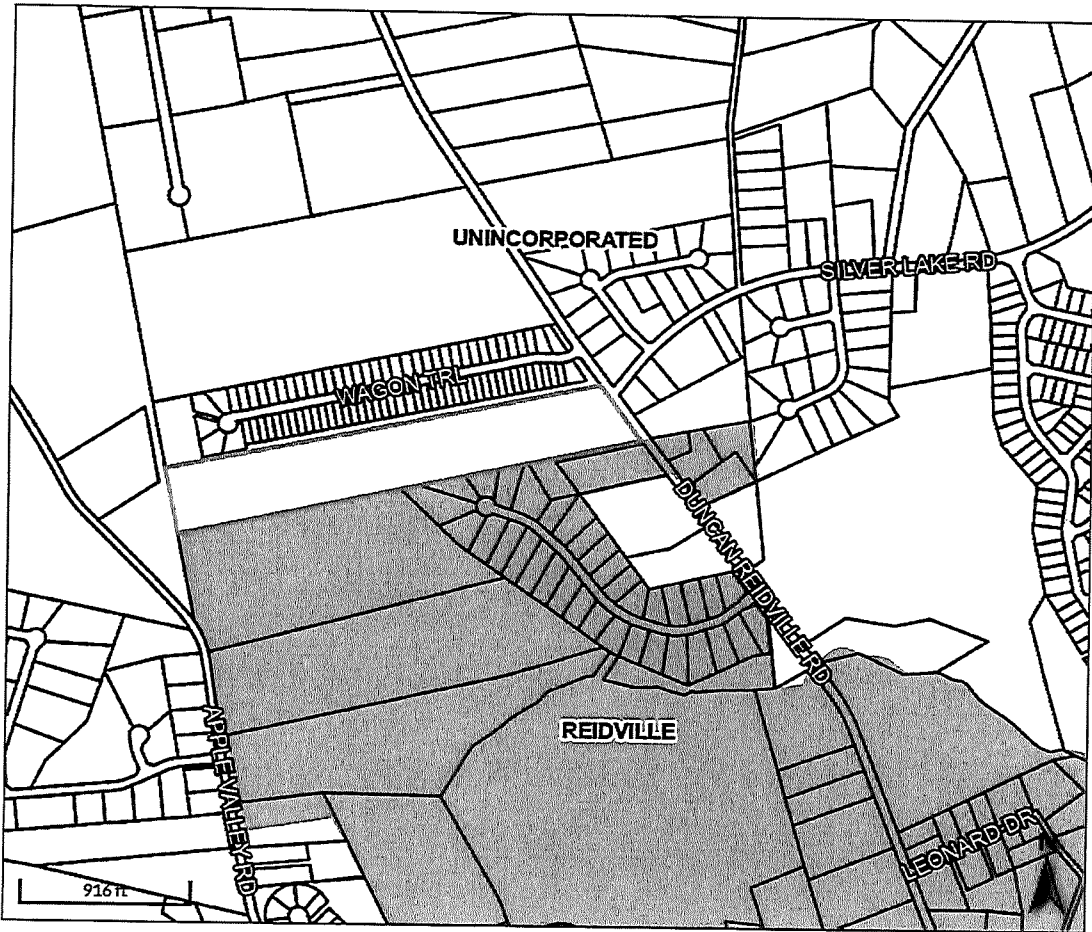 UNINCORPORATED
SILVER LAKE RD
WAGON TRL
DUNCAN REIDVILLE RD
REIDVILLE
APPLE VALLEY RD
LEONARD DR
916 ft